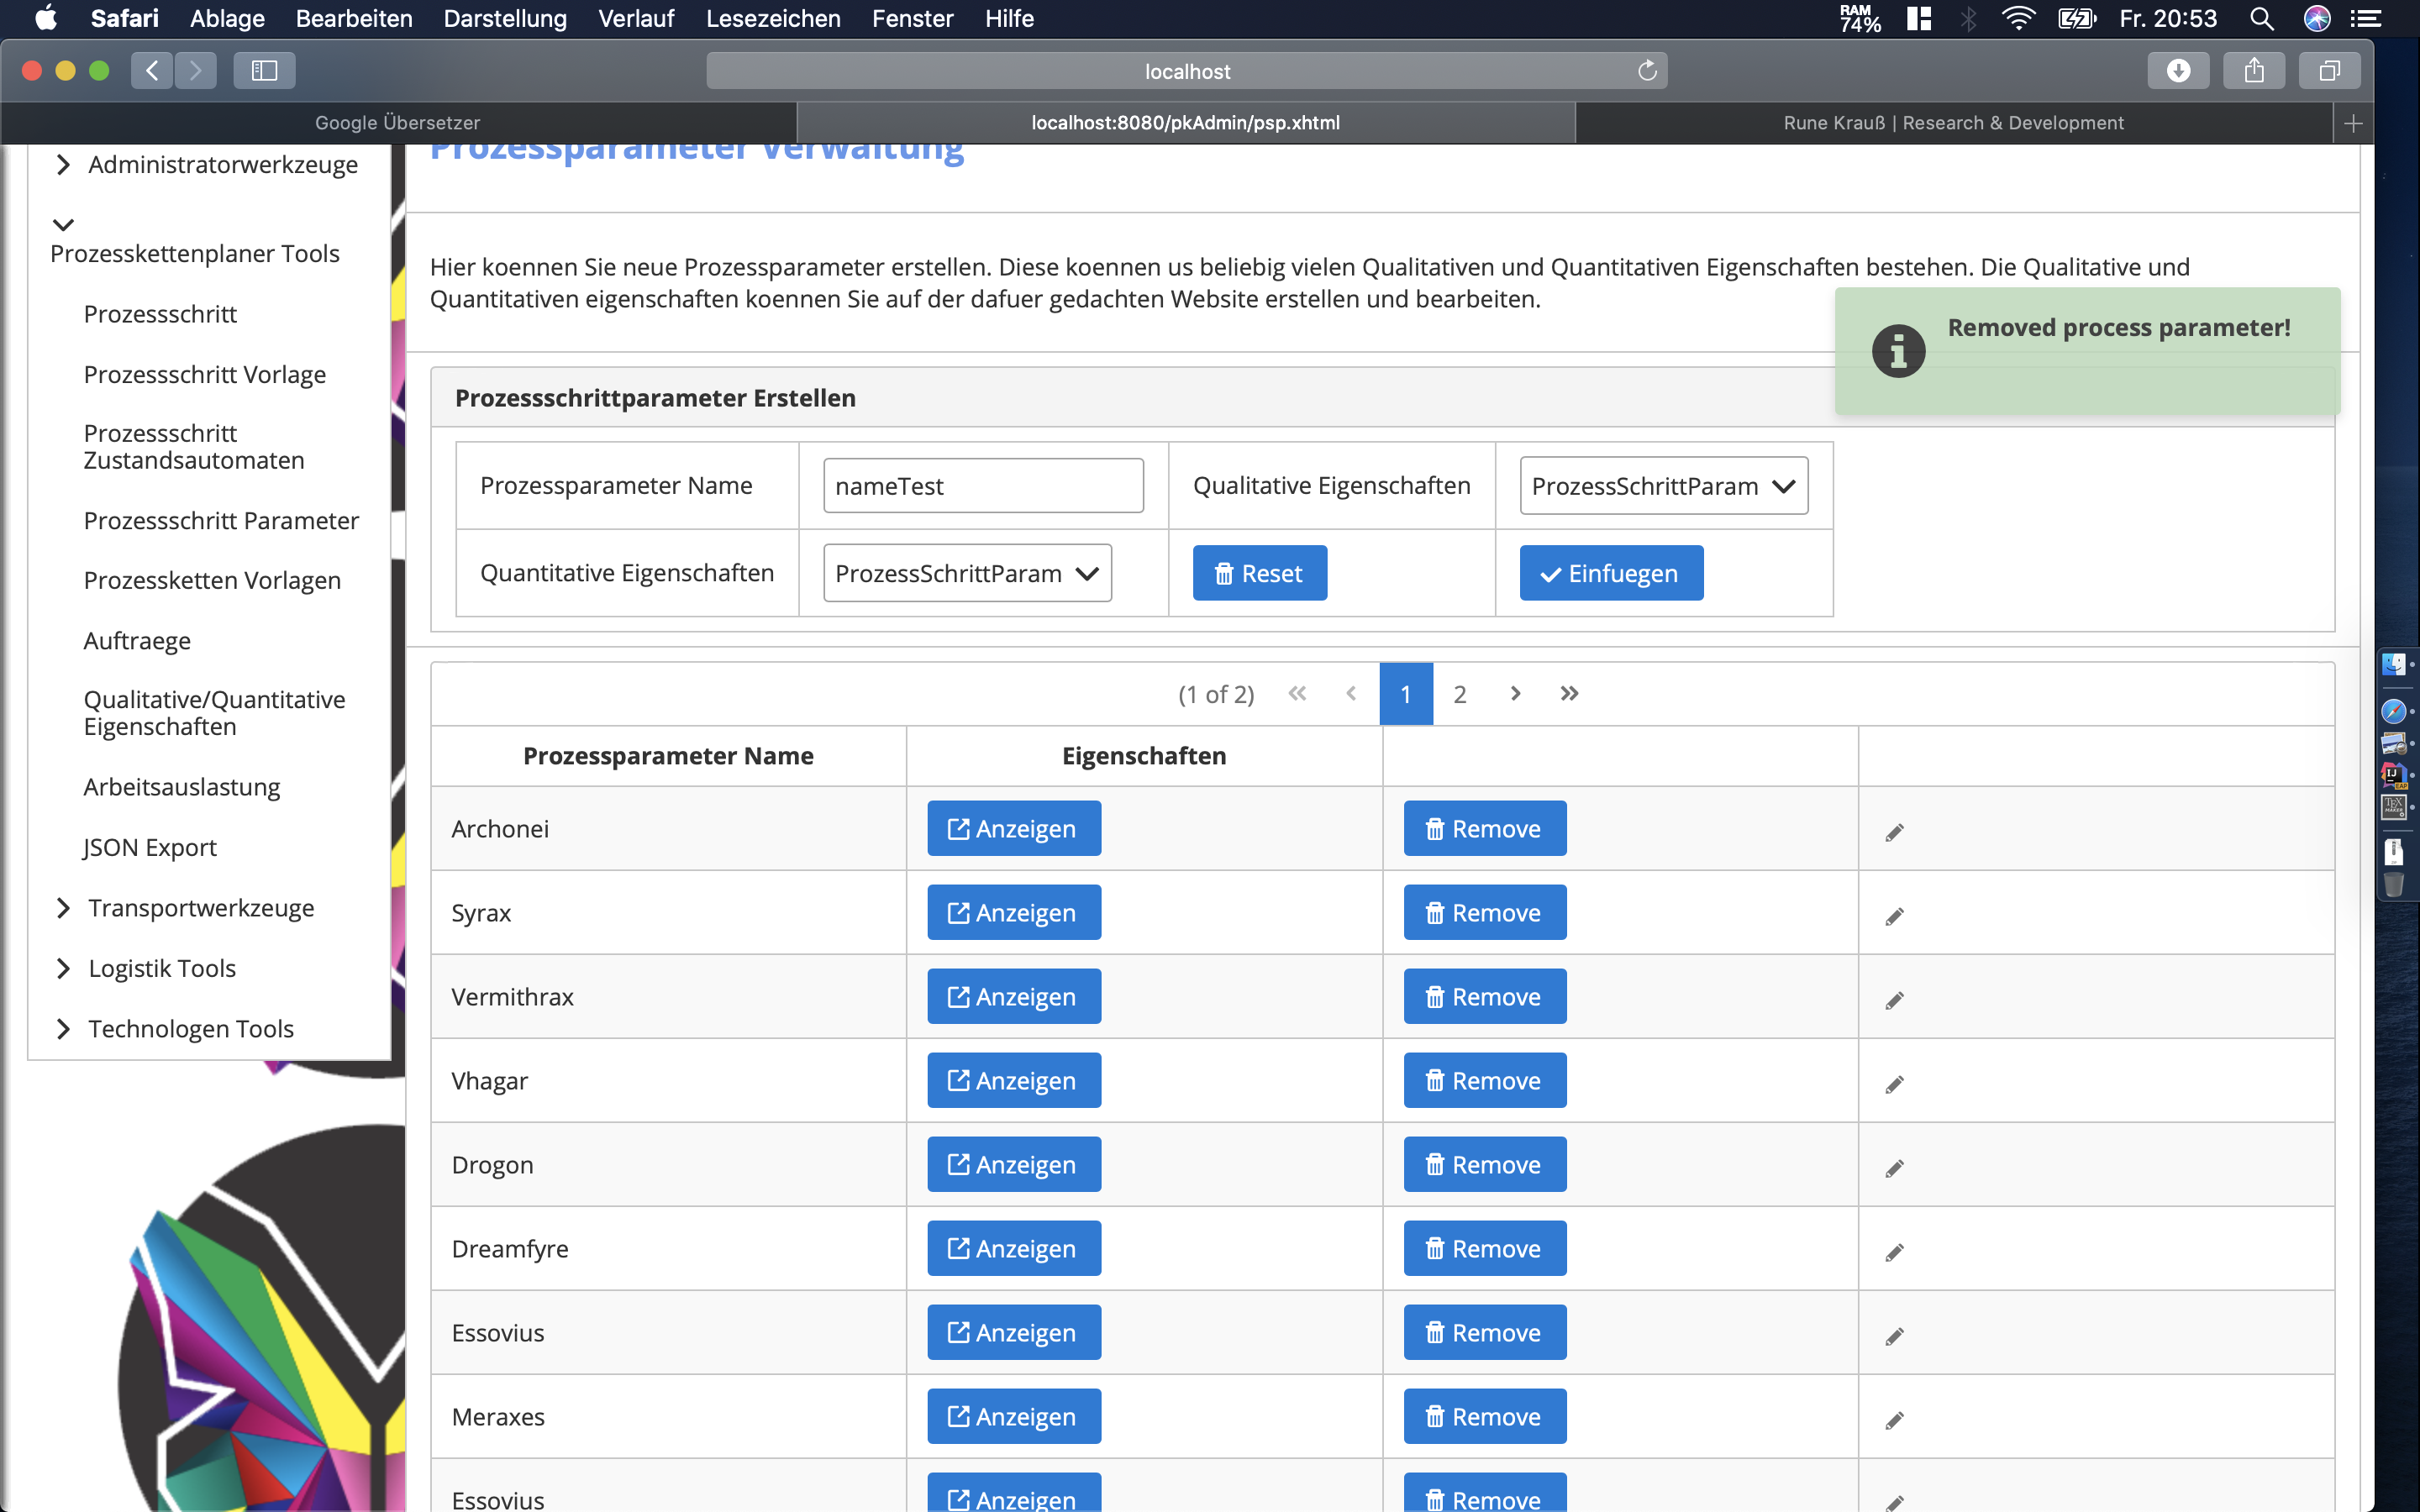 Safari Ablage Bearbeiten Darstellung Verlauf Lesezeichen Fenster Hilfe RAM 74% Fr. 20:53
localhost
Google Übersetzer localhost:8080/pkAdmin/psp.xhtml Rune Krauß | Research & Development
Administratorwerkzeuge
Prozesskettenplaner Tools
Prozessschritt
Prozessschritt Vorlage
Prozessschritt
Zustandsautomaten
Prozessschritt Parameter
Prozessketten Vorlagen
Auftraege
Qualitative/Quantitative
Eigenschaften
Arbeitsauslastung
JSON Export
Transportwerkzeuge
Logistik Tools
Technologen Tools
Prozessparameter Verwaltung
Hier koennen Sie neue Prozessparameter erstellen. Diese koennen us beliebig vielen Qualitativen und Quantitativen Eigenschaften bestehen. Die Qualitative und
Quantitativen eigenschaften koennen Sie auf der dafuer gedachten Website erstellen und bearbeiten.
Removed process parameter!
Prozessschrittparameter Erstellen
Prozessparameter Name nameTest Qualitative Eigenschaften ProzessSchrittParam
Quantitative Eigenschaften ProzessSchrittParam Reset Einfuegen
(1 of 2) 1 2
Prozessparameter Name Eigenschaften
Archonei Anzeigen Remove
Syrax Anzeigen Remove
Vermithrax Anzeigen Remove
Vhagar Anzeigen Remove
Drogon Anzeigen Remove
Dreamfyre Anzeigen Remove
Essovius Anzeigen Remove
Meraxes Anzeigen Remove
Essovius Anzeigen Remove